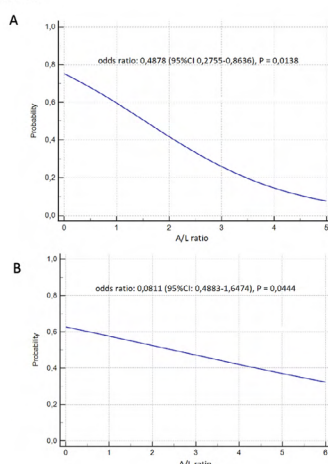 A
1,0
odds ratio: 0,4878 (95%CI 0,2755-0,8636), P = 0,0138
0,8
0,6
Probability
0,4
0,2
0,0
0 1 2 3 4 5
A/L ratio
B
1,0
odds ratio: 0,0811 (95%CI: 0,4883-1,6474), P = 0,0444
0,8
0,6
Probability
0,4
0,2
0,0
0 1 2 3 4 5 6
A/L ratio